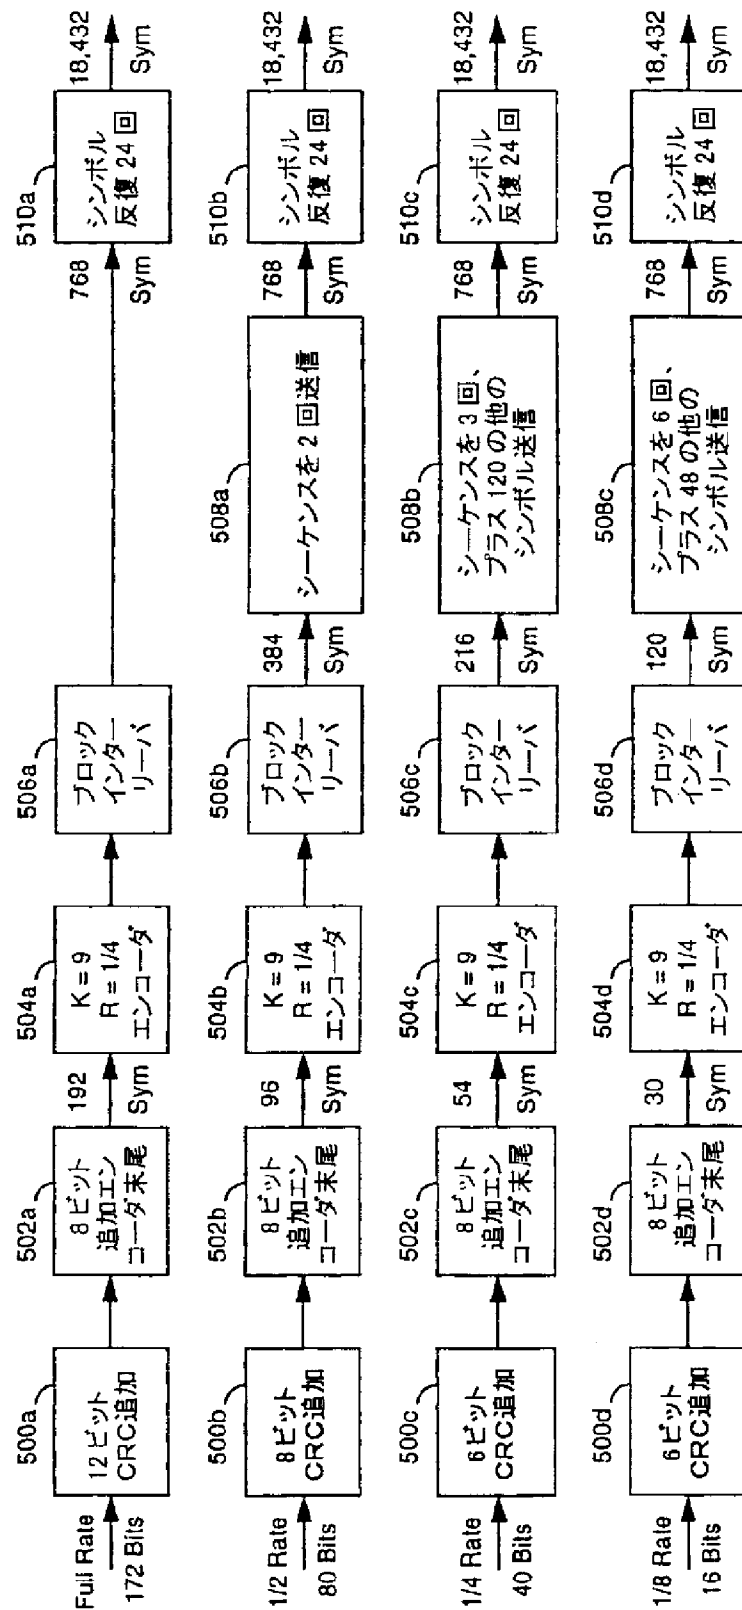 Full Rate
172 Bits
500a
12ビット
CRC追加
502a
8ビット
追加エン
コーダ末尾
192
Sym
504a
K = 9
R = 1/4
エンコーダ
506a
ブロック
インター
リーバ
768
Sym
510a
シンボル
反復 24 回
18,432
Sym
1/2 Rate
80 Bits
500b
8ビット
CRC追加
502b
8ビット
追加エン
コーダ末尾
96
Sym
504b
K = 9
R = 1/4
エンコーダ
506b
ブロック
インター
リーバ
384
Sym
508a
シーケンスを 2 回送信
768
Sym
510b
シンボル
反復 24 回
18,432
Sym
1/4 Rate
40 Bits
500c
6ビット
CRC追加
502c
8ビット
追加エン
コーダ末尾
54
Sym
504c
K = 9
R = 1/4
エンコーダ
506c
ブロック
インター
リーバ
216
Sym
508b
シーケンスを 3 回、
プラス 120 の他の
シンボル送信
768
Sym
510c
シンボル
反復 24 回
18,432
Sym
1/8 Rate
16 Bits
500d
6ビット
CRC追加
502d
8ビット
追加エン
コーダ末尾
30
Sym
504d
K = 9
R = 1/4
エンコーダ
506d
ブロック
インター
リーバ
120
Sym
508c
シーケンスを 6 回、
プラス 48 の他の
シンボル送信
768
Sym
510d
シンボル
反復 24 回
18,432
Sym